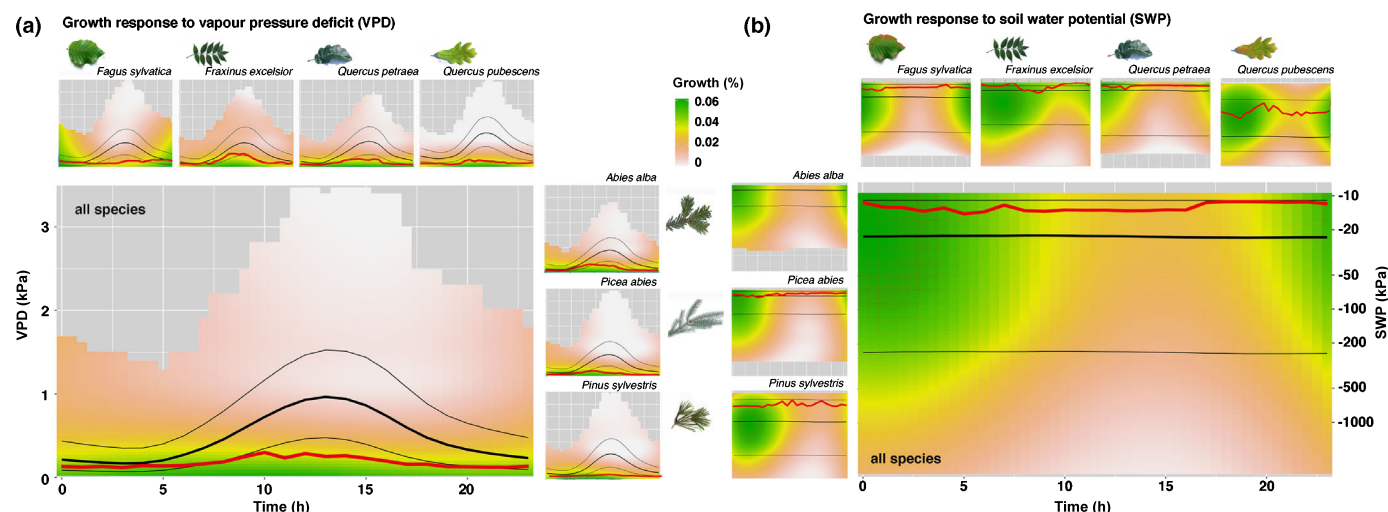 (a)
Growth response to vapour pressure deficit (VPD)
Fagus sylvatica
Fraxinus excelsior
Quercus petraea
Quercus pubescens
Growth (%)
0.06
0.04
0.02
0
all species
VPD (kPa)
3
2
1
0
0
5
10
15
20
Time (h)
Abies alba
Picea abies
Pinus sylvestris
(b)
Growth response to soil water potential (SWP)
Fagus sylvatica
Fraxinus excelsior
Quercus petraea
Quercus pubescens
Abies alba
Picea abies
Pinus sylvestris
all species
-10
-20
-50
-100
-200
-500
-1000
SWP (kPa)
0
5
10
15
20
Time (h)